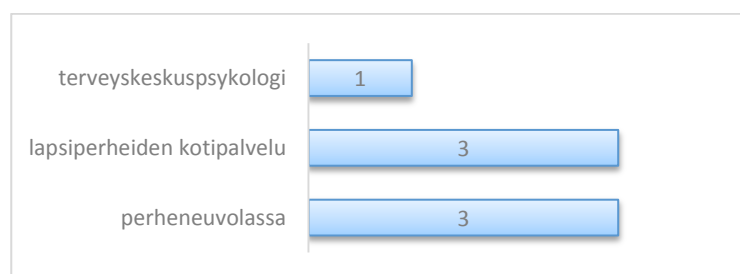 terveyskeskuspsykologi 1
lapsiperheiden kotipalvelu 3
perheneuvolassa 3